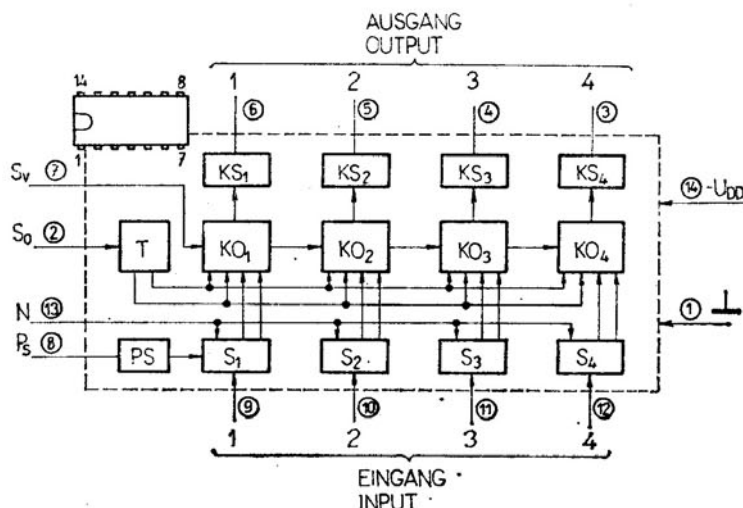 AUSGANG
OUTPUT
1 2 3 4
14 8
1 7
6 5 4 3
Sv 7
KS1 KS2 KS3 KS4
14 -UDD
S0 2
T KO1 KO2 KO3 KO4
N 13
1
Ps 8
PS S1 S2 S3 S4
9 10 11 12
1 2 3 4
EINGANG
INPUT